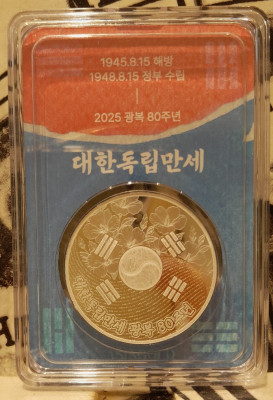 1945.8.15 해방
1948.8.15 정부 수립
2025 광복 80주년
대한독립만세
대한독립만세 광복 80주년